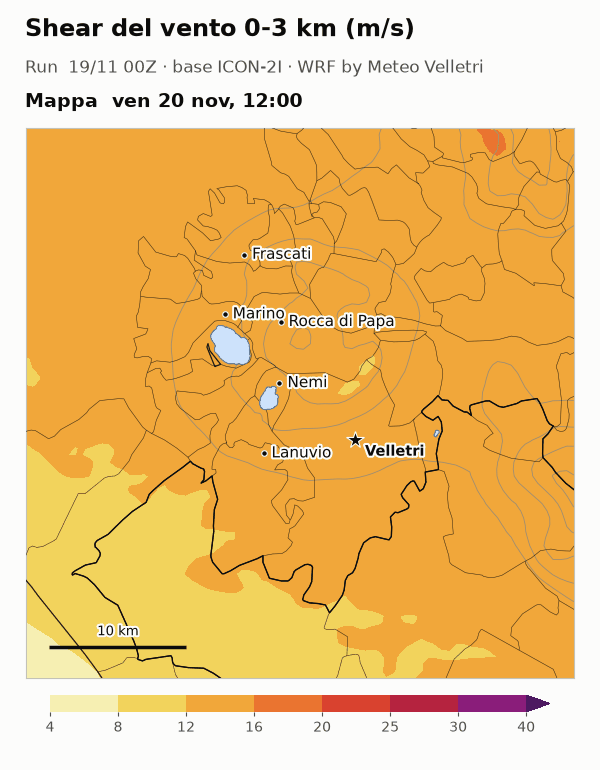 Shear del vento 0-3 km (m/s)
Run  19/11 00Z · base ICON-2I · WRF by Meteo Velletri
Mappa  ven 20 nov, 12:00
Frascati
Marino
Rocca di Papa
Nemi
Velletri
Lanuvio
10 km
4 8 12 16 20 25 30 40